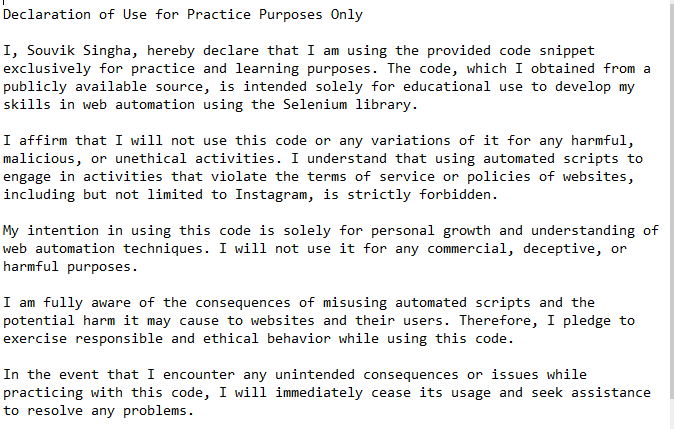 Declaration of Use for Practice Purposes Only
I, Souvik Singha, hereby declare that I am using the provided code snippet
exclusively for practice and learning purposes. The code, which I obtained from a
publicly available source, is intended solely for educational use to develop my
skills in web automation using the Selenium library.
I affirm that I will not use this code or any variations of it for any harmful,
malicious, or unethical activities. I understand that using automated scripts to
engage in activities that violate the terms of service or policies of websites,
including but not limited to Instagram, is strictly forbidden.
My intention in using this code is solely for personal growth and understanding of
web automation techniques. I will not use it for any commercial, deceptive, or
harmful purposes.
I am fully aware of the consequences of misusing automated scripts and the
potential harm it may cause to websites and their users. Therefore, I pledge to
exercise responsible and ethical behavior while using this code.
In the event that I encounter any unintended consequences or issues while
practicing with this code, I will immediately cease its usage and seek assistance
to resolve any problems.